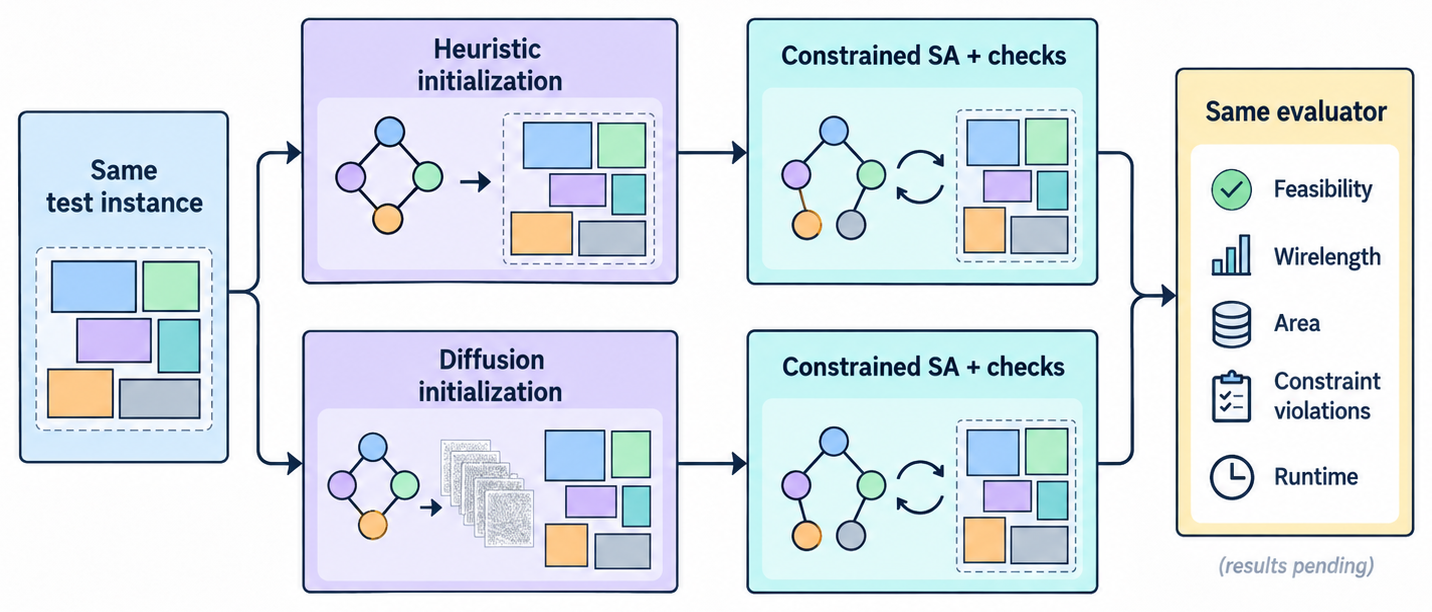 Same
test instance
Heuristic
initialization
Constrained SA + checks
Diffusion
initialization
Constrained SA + checks
Same evaluator
Feasibility
Wirelength
Area
Constraint
violations
Runtime
(results pending)